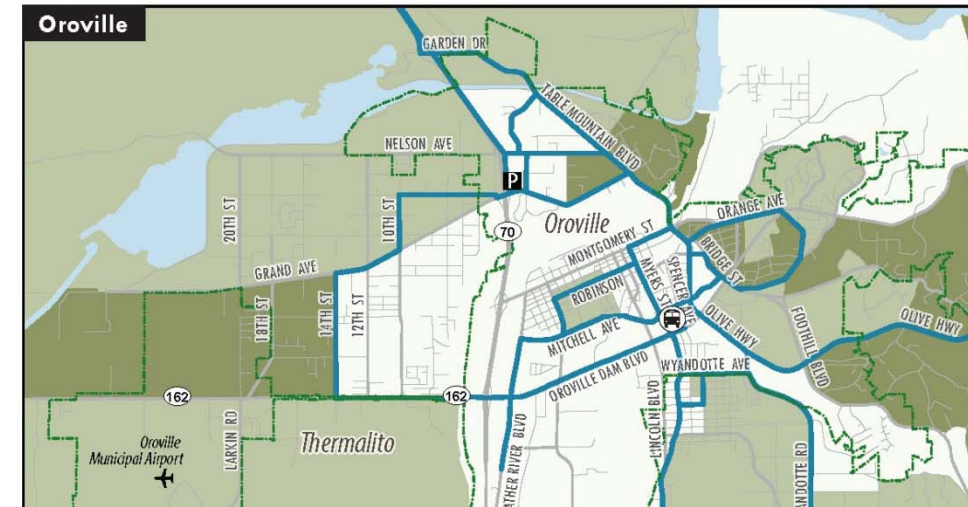 Oroville
GARDEN DR
TABLE MOUNTAIN BLVD
NELSON AVE
P
20TH ST
10TH ST
70
Oroville
ORANGE AVE
MONTGOMERY ST
BRIDGE ST
GRAND AVE
SPENCER AVE
MYERS ST
ROBINSON
18TH ST
14TH ST
12TH ST
MITCHELL AVE
OLIVE HWY
FOOTHILL BLVD
OLIVE HWY
OROVILLE DAM BLVD
WYANDOTTE AVE
162
162
LINCOLN BLVD
LARKIN RD
Thermalito
Oroville
Municipal Airport
ATHER RIVER BLVD
ANDOTTE RD